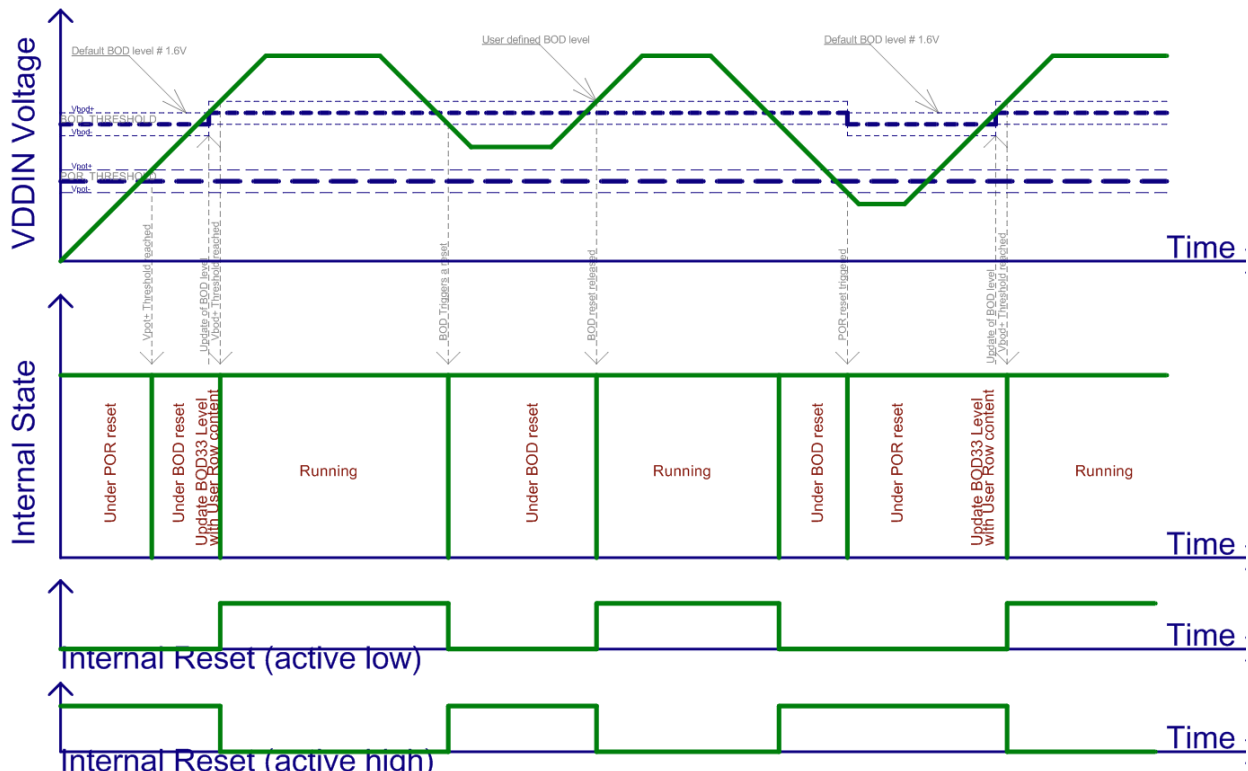 VDDIN Voltage
Default BOD level # 1.6V
User defined BOD level
Default BOD level # 1.6V
Vbod+
BOD_THRESHOLD
Vbod-
Vpot+
POR_THRESHOLD
Vpot-
Time
Vpot+ Threshold reached
Update of BOD level
Vbod+ Threshold reached
BOD Triggers a reset
BOD reset released
POR reset triggered
Update of BOD level
Vbod+ Threshold reached
Internal State
Under POR reset
Under BOD reset
Update BOD33 Level
with User Row content
Running
Under BOD reset
Running
Under BOD reset
Under POR reset
Update BOD33 Level
with User Row content
Running
Time
Time
Internal Reset (active low)
Time
Internal Reset (active high)